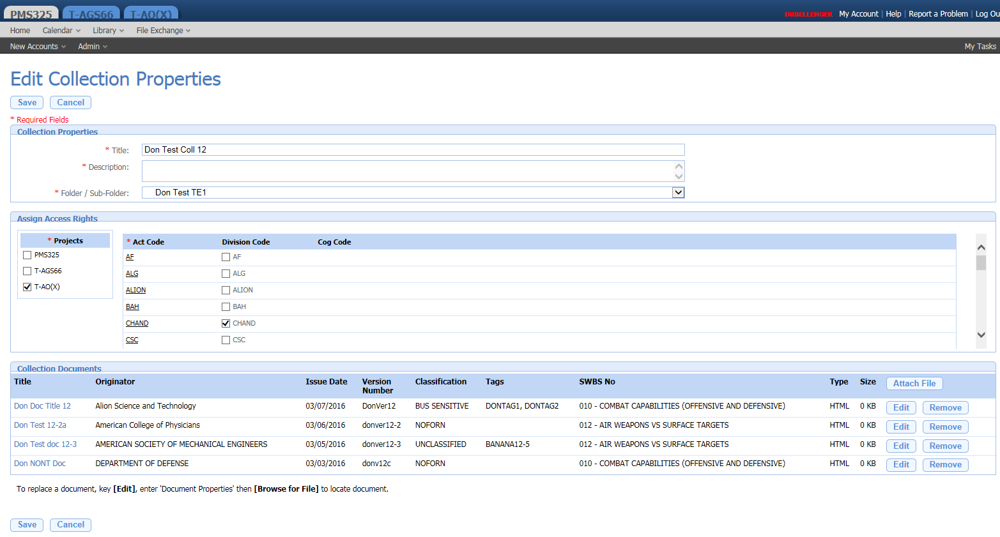 PMS325 T-AGS66 T-AO(X) DRBELLENGER My Account | Help | Report a Problem | Log Ou
Home Calendar Library File Exchange
New Accounts Admin My Tasks
Edit Collection Properties
Save Cancel
* Required Fields
Collection Properties
* Title: Don Test Coll 12
* Description:
* Folder / Sub-Folder: Don Test TE1
Assign Access Rights
* Projects
PMS325
T-AGS66
T-AO(X)
* Act Code Division Code Cog Code
AF AF
ALG ALG
ALION ALION
BAH BAH
CHAND CHAND
CSC CSC
Collection Documents
Title Originator Issue Date Version Number Classification Tags SWBS No Type Size Attach File
Don Doc Title 12 Alion Science and Technology 03/07/2016 DonVer12 BUS SENSITIVE DONTAG1, DONTAG2 010 - COMBAT CAPABILITIES (OFFENSIVE AND DEFENSIVE) HTML 0 KB Edit Remove
Don Test 12-2a American College of Physicians 03/06/2016 donver12-2 NOFORN 012 - AIR WEAPONS VS SURFACE TARGETS HTML 0 KB Edit Remove
Don Test doc 12-3 AMERICAN SOCIETY OF MECHANICAL ENGINEERS 03/05/2016 donver12-3 UNCLASSIFIED BANANA12-5 012 - AIR WEAPONS VS SURFACE TARGETS HTML 0 KB Edit Remove
Don NONT Doc DEPARTMENT OF DEFENSE 03/03/2016 donv12c NOFORN 010 - COMBAT CAPABILITIES (OFFENSIVE AND DEFENSIVE) HTML 0 KB Edit Remove
To replace a document, key [Edit], enter 'Document Properties' then [Browse for File] to locate document.
Save Cancel